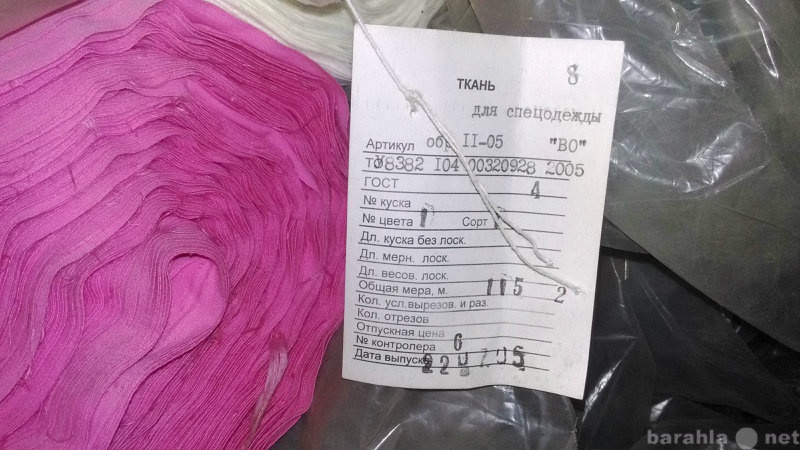 8
ТКАНЬ
для спецодежды
Артикул обр II-05 "ВО"
ТУ 8382 I04 00320928 2005
ГОСТ 4
№ куска
№ цвета 1 Сорт
Дл. куска без лоск.
Дл. мерн. лоск.
Дл. весов. лоск.
Общая мера, м. 115 2
Кол. усл.вырезов. и раз.
Кол. отрезов
Отпускная цена
№ контролера 6
Дата выпуска
barahla net